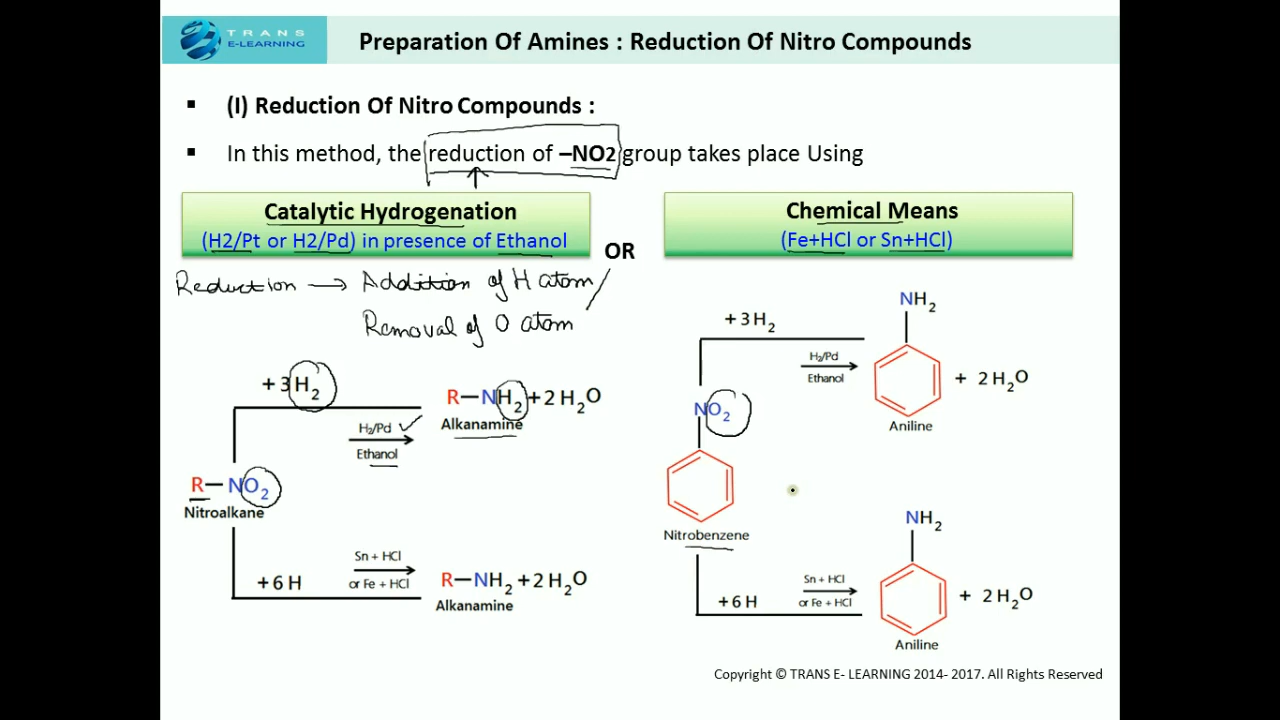 TRANS
E-LEARNING
Preparation Of Amines : Reduction Of Nitro Compounds
▪ (I) Reduction Of Nitro Compounds :
▪ In this method, the reduction of –NO2 group takes place Using
Catalytic Hydrogenation
(H2/Pt or H2/Pd) in presence of Ethanol
OR
Chemical Means
(Fe+HCl or Sn+HCl)
Reduction → Addition of H atom/
Removal of O atom
+3H₂
H₂/Pd ✓
Ethanol
R—NH₂+2H₂O
Alkanamine
R—NO₂
Nitroalkane
+6H
Sn + HCl
or Fe + HCl
R—NH₂+2H₂O
Alkanamine
+3H₂
H₂/Pd
Ethanol
NH₂
+ 2H₂O
Aniline
NO₂
Nitrobenzene
+6H
Sn + HCl
or Fe + HCl
NH₂
+ 2H₂O
Aniline
Copyright © TRANS E- LEARNING 2014- 2017. All Rights Reserved